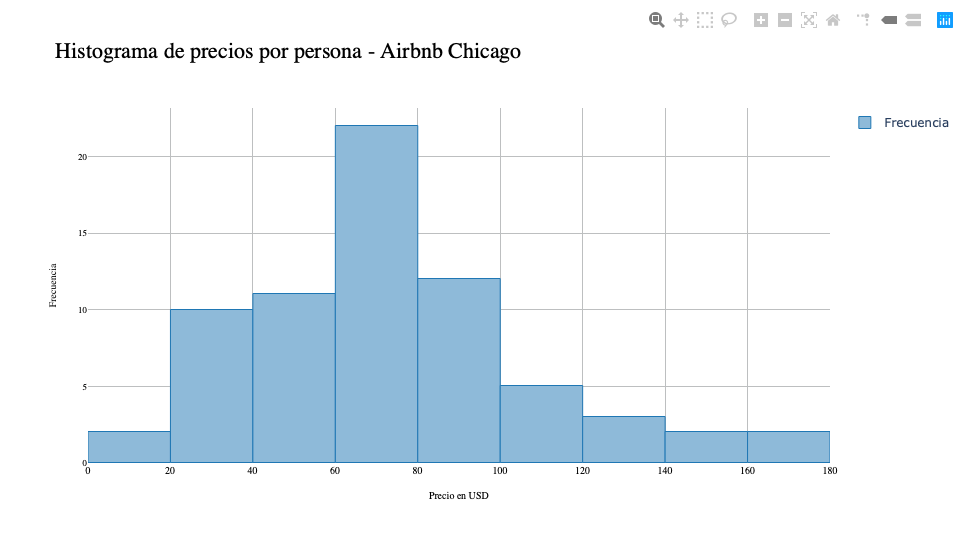 Histograma de precios por persona - Airbnb Chicago
Frecuencia
20
15
10
5
0
Frecuencia
0 20 40 60 80 100 120 140 160 180
Precio en USD